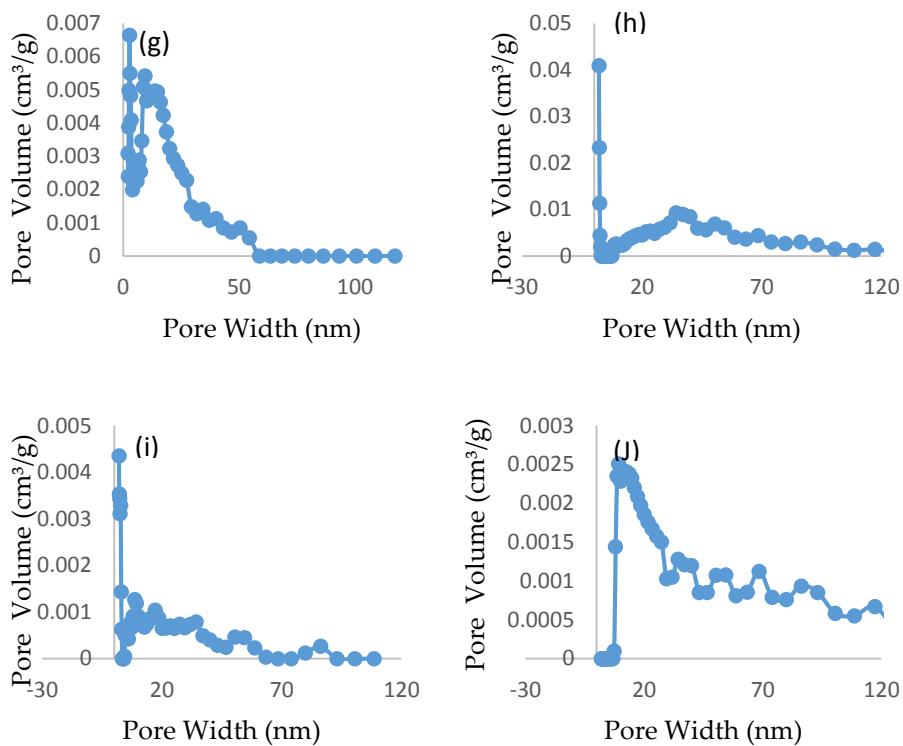 (g)
Pore Volume (cm³/g)
0.007
0.006
0.005
0.004
0.003
0.002
0.001
0
0 50 100
Pore Width (nm)
(h)
Pore Volume (cm³/g)
0.05
0.04
0.03
0.02
0.01
0
-30 20 70 120
Pore Width (nm)
(i)
Pore Volume (cm³/g)
0.005
0.004
0.003
0.002
0.001
0
-30 20 70 120
Pore Width (nm)
(J)
Pore Volume (cm³/g)
0.003
0.0025
0.002
0.0015
0.001
0.0005
0
-30 20 70 120
Pore Width (nm)